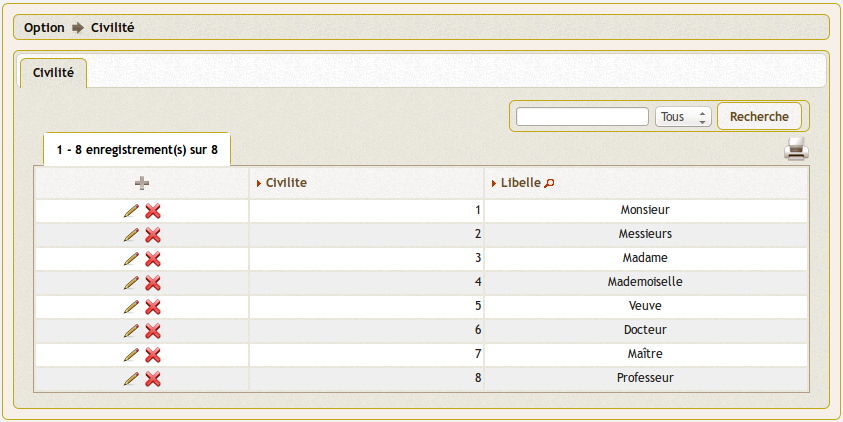 Option Civilité
Civilité
Tous Recherche
1 - 8 enregistrement(s) sur 8
Civilite Libelle
1 Monsieur
2 Messieurs
3 Madame
4 Mademoiselle
5 Veuve
6 Docteur
7 Maître
8 Professeur